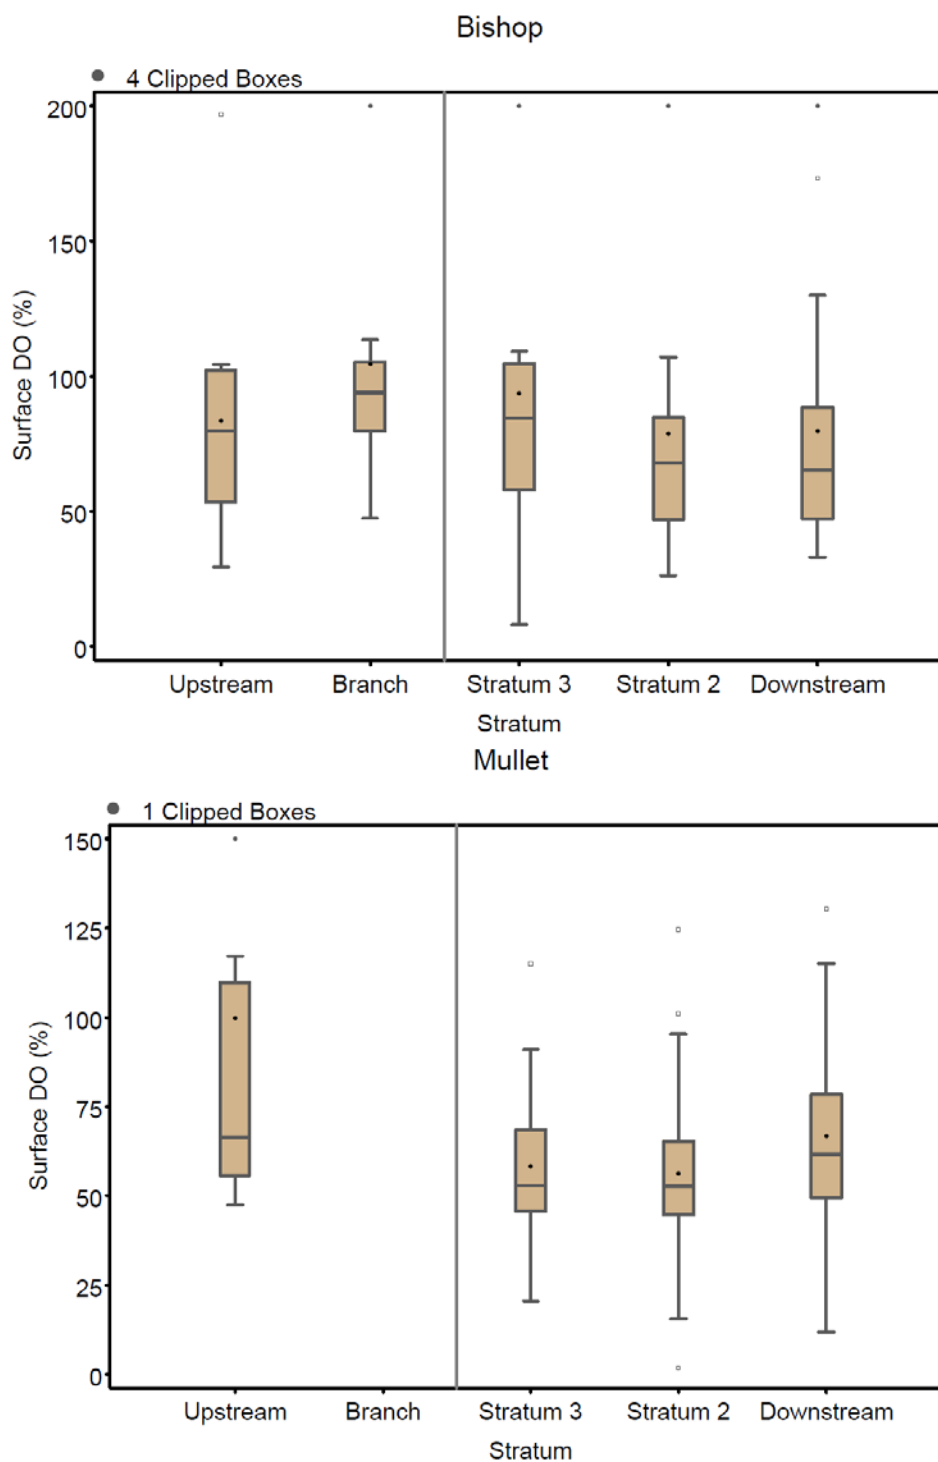 Bishop
4 Clipped Boxes
200
150
100
50
0
Surface DO (%)
Upstream Branch Stratum 3 Stratum 2 Downstream
Stratum
Mullet
1 Clipped Boxes
150
125
100
75
50
25
0
Surface DO (%)
Upstream Branch Stratum 3 Stratum 2 Downstream
Stratum